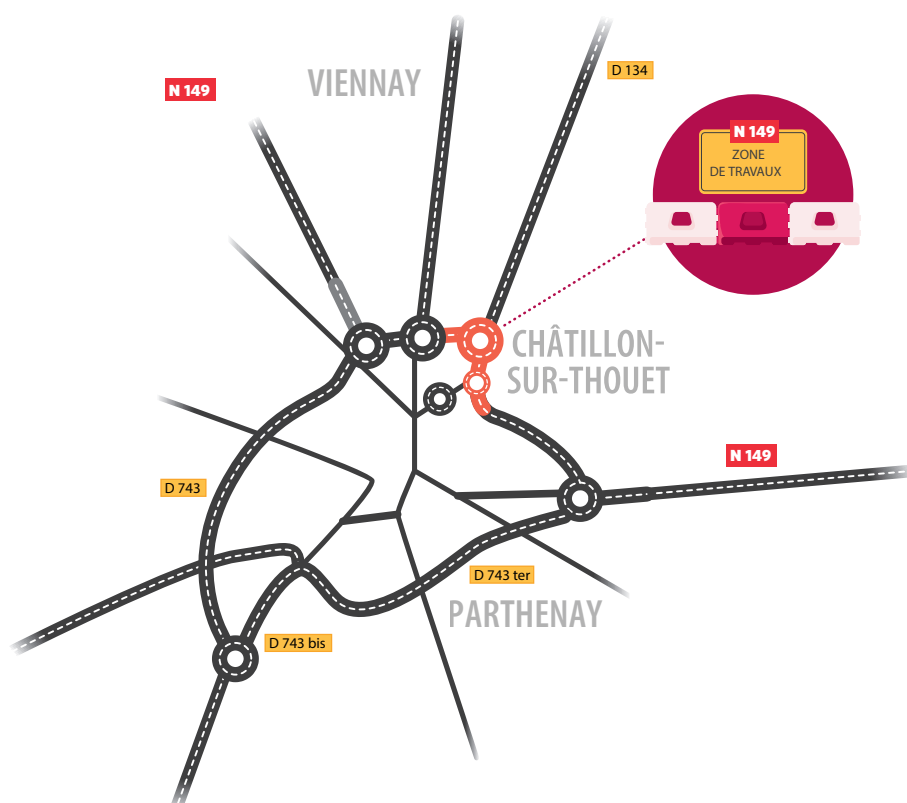 VIENNAY
D 134
N 149
N 149
ZONE
DE TRAVAUX
CHÂTILLON-
SUR-THOUET
N 149
D 743
D 743 ter
PARTHENAY
D 743 bis